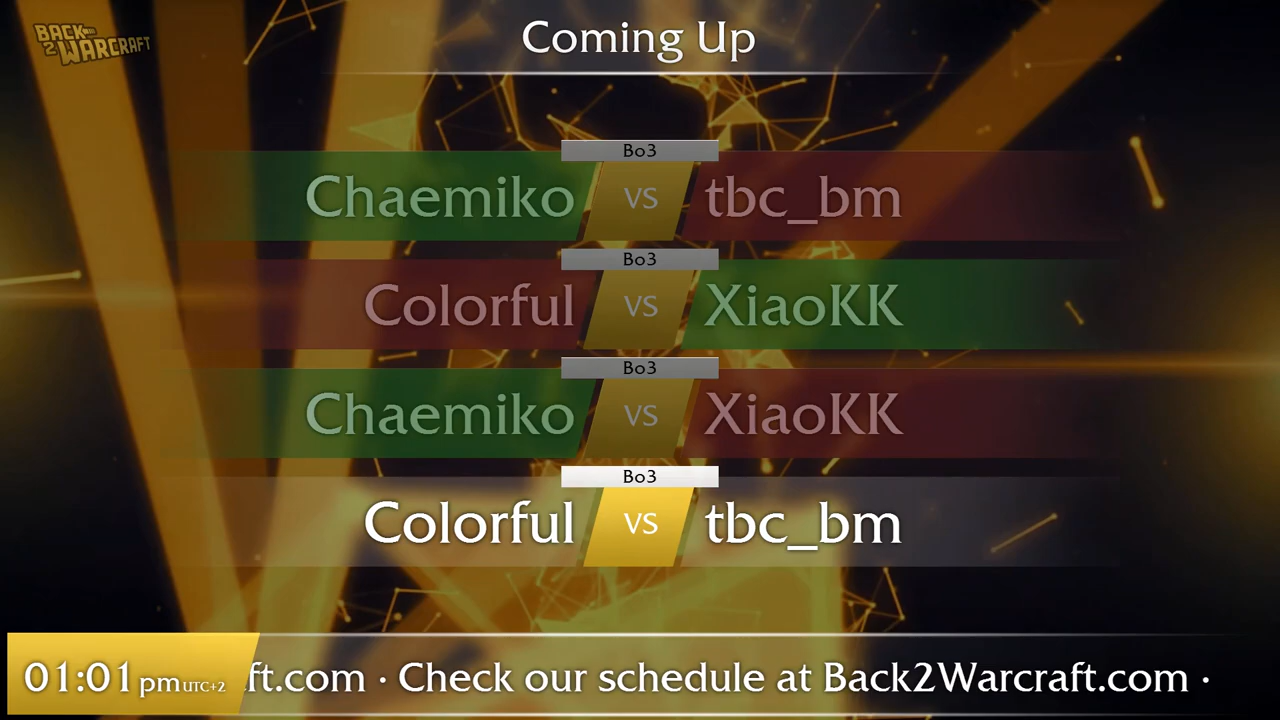 BACK
2 WARCRAFT
Coming Up
Bo3
Chaemiko VS tbc_bm
Bo3
Colorful VS XiaoKK
Bo3
Chaemiko VS XiaoKK
Bo3
Colorful VS tbc_bm
01:01 pm UTC+2 ft.com · Check our schedule at Back2Warcraft.com ·